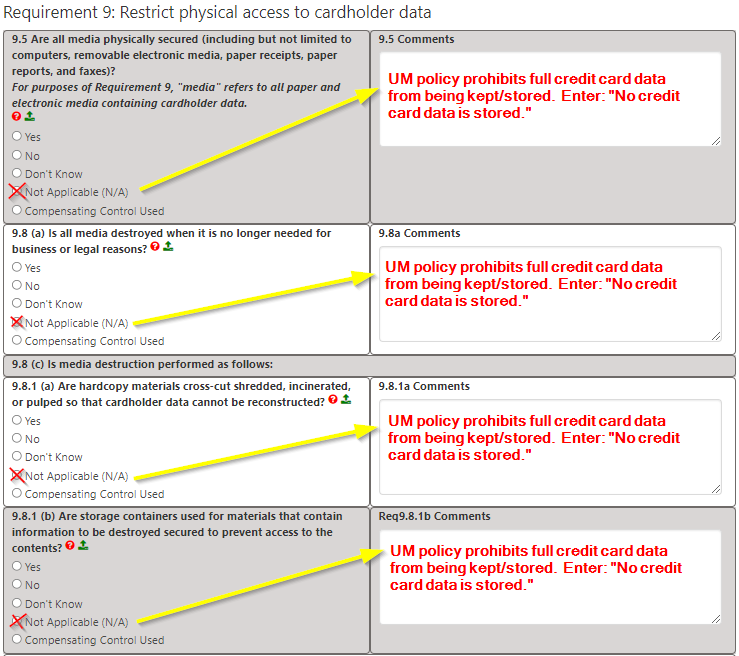 Requirement 9: Restrict physical access to cardholder data
9.5 Are all media physically secured (including but not limited to
computers, removable electronic media, paper receipts, paper
reports, and faxes)?
For purposes of Requirement 9, "media" refers to all paper and
electronic media containing cardholder data.
Yes
No
Don't Know
Not Applicable (N/A)
Compensating Control Used
9.5 Comments
UM policy prohibits full credit card data
from being kept/stored. Enter: "No credit
card data is stored."
9.8 (a) Is all media destroyed when it is no longer needed for
business or legal reasons?
Yes
No
Don't Know
Not Applicable (N/A)
Compensating Control Used
9.8a Comments
UM policy prohibits full credit card data
from being kept/stored. Enter: "No credit
card data is stored."
9.8 (c) Is media destruction performed as follows:
9.8.1 (a) Are hardcopy materials cross-cut shredded, incinerated,
or pulped so that cardholder data cannot be reconstructed?
Yes
No
Don't Know
Not Applicable (N/A)
Compensating Control Used
9.8.1a Comments
UM policy prohibits full credit card data
from being kept/stored. Enter: "No credit
card data is stored."
9.8.1 (b) Are storage containers used for materials that contain
information to be destroyed secured to prevent access to the
contents?
Yes
No
Don't Know
Not Applicable (N/A)
Compensating Control Used
Req9.8.1b Comments
UM policy prohibits full credit card data
from being kept/stored. Enter: "No credit
card data is stored."